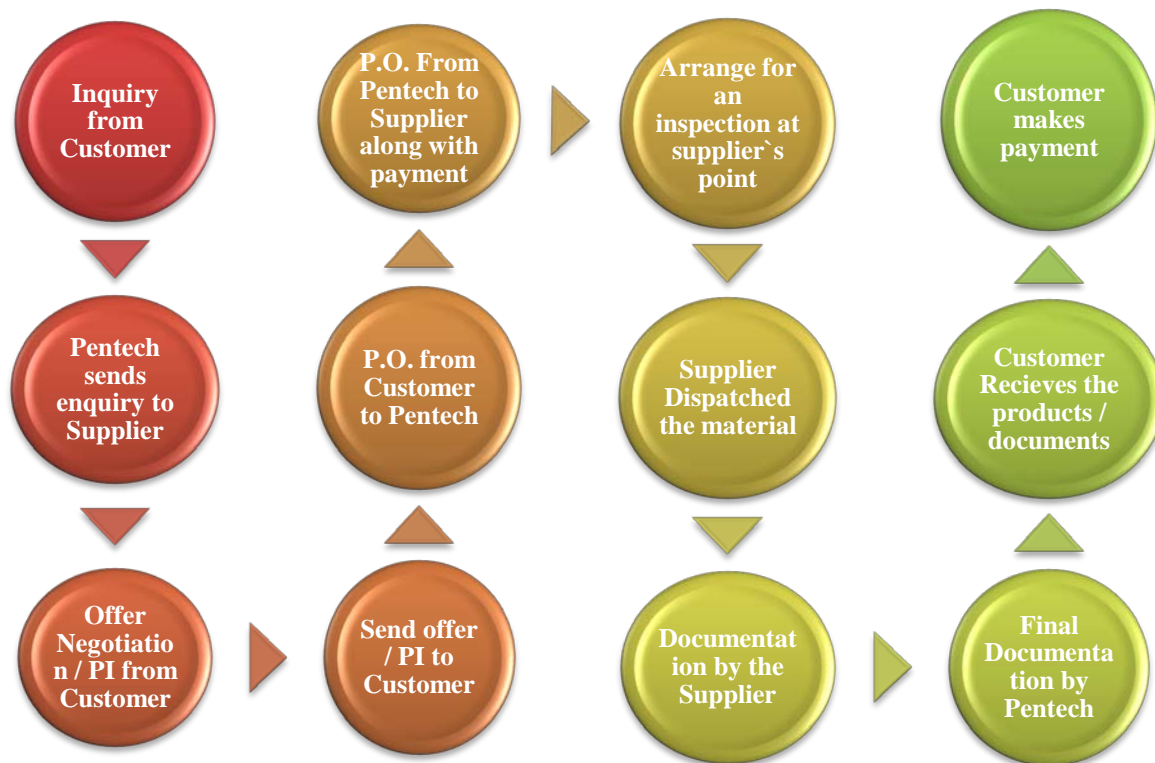 Inquiry
from
Customer
Pentech
sends
enquiry to
Supplier
Offer
Negotiatio
n / PI from
Customer
Send offer
/ PI to
Customer
P.O. from
Customer
to Pentech
P.O. From
Pentech to
Supplier
along with
payment
Arrange for
an
inspection at
supplier`s
point
Supplier
Dispatched
the material
Documentat
ion by the
Supplier
Final
Documenta
tion by
Pentech
Customer
Recieves the
products /
documents
Customer
makes
payment